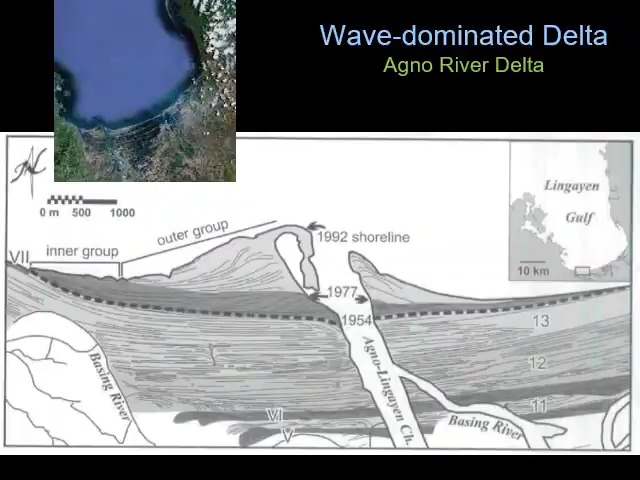 Wave-dominated Delta
Agno River Delta
N
0 m 500 1000
Lingayen
Gulf
10 km
outer group
inner group
VII
1992 shoreline
1977
1954
13
12
11
Basing River
Agno-Lingayen Ch.
Basing River
VI
V